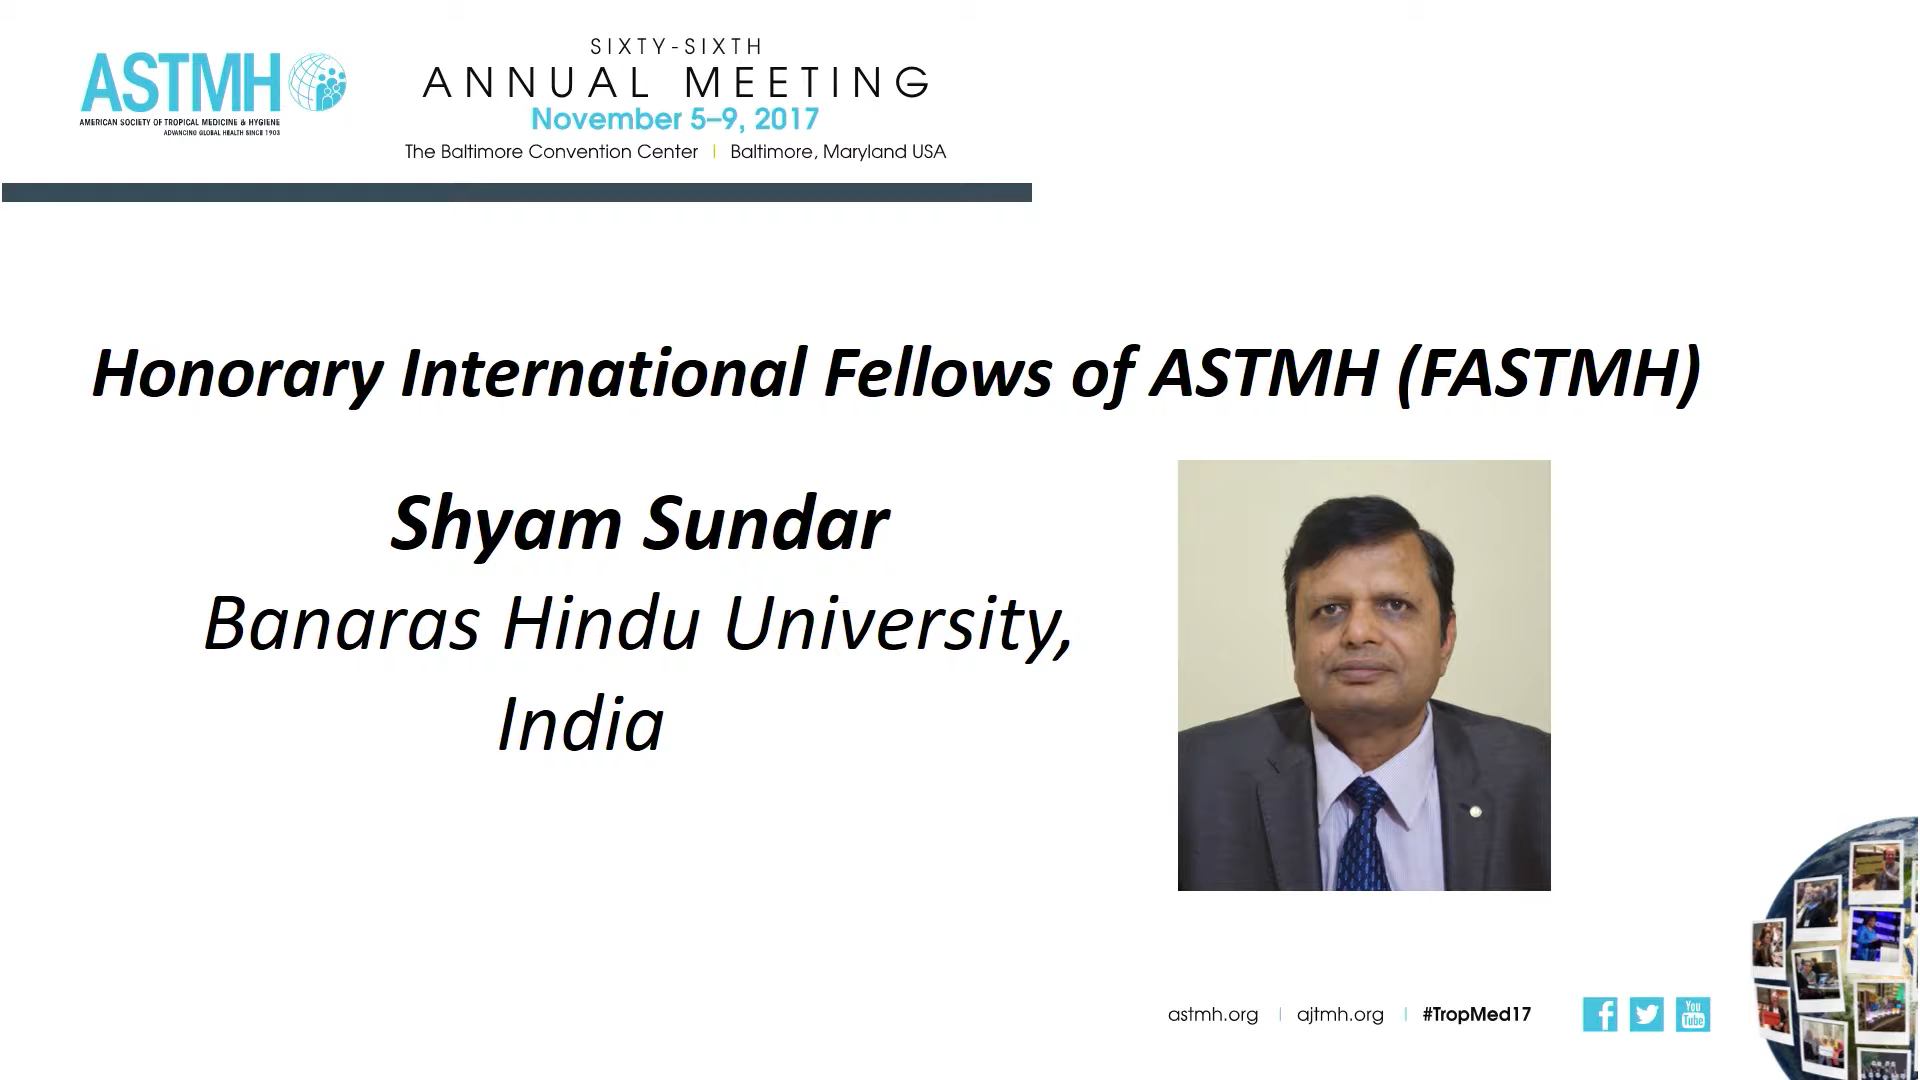 ASTMH
AMERICAN SOCIETY OF TROPICAL MEDICINE & HYGIENE
ADVANCING GLOBAL HEALTH SINCE 1903
SIXTY-SIXTH
ANNUAL MEETING
November 5–9, 2017
The Baltimore Convention Center | Baltimore, Maryland USA
Honorary International Fellows of ASTMH (FASTMH)
Shyam Sundar
Banaras Hindu University,
India
astmh.org | ajtmh.org | #TropMed17
You
Tube